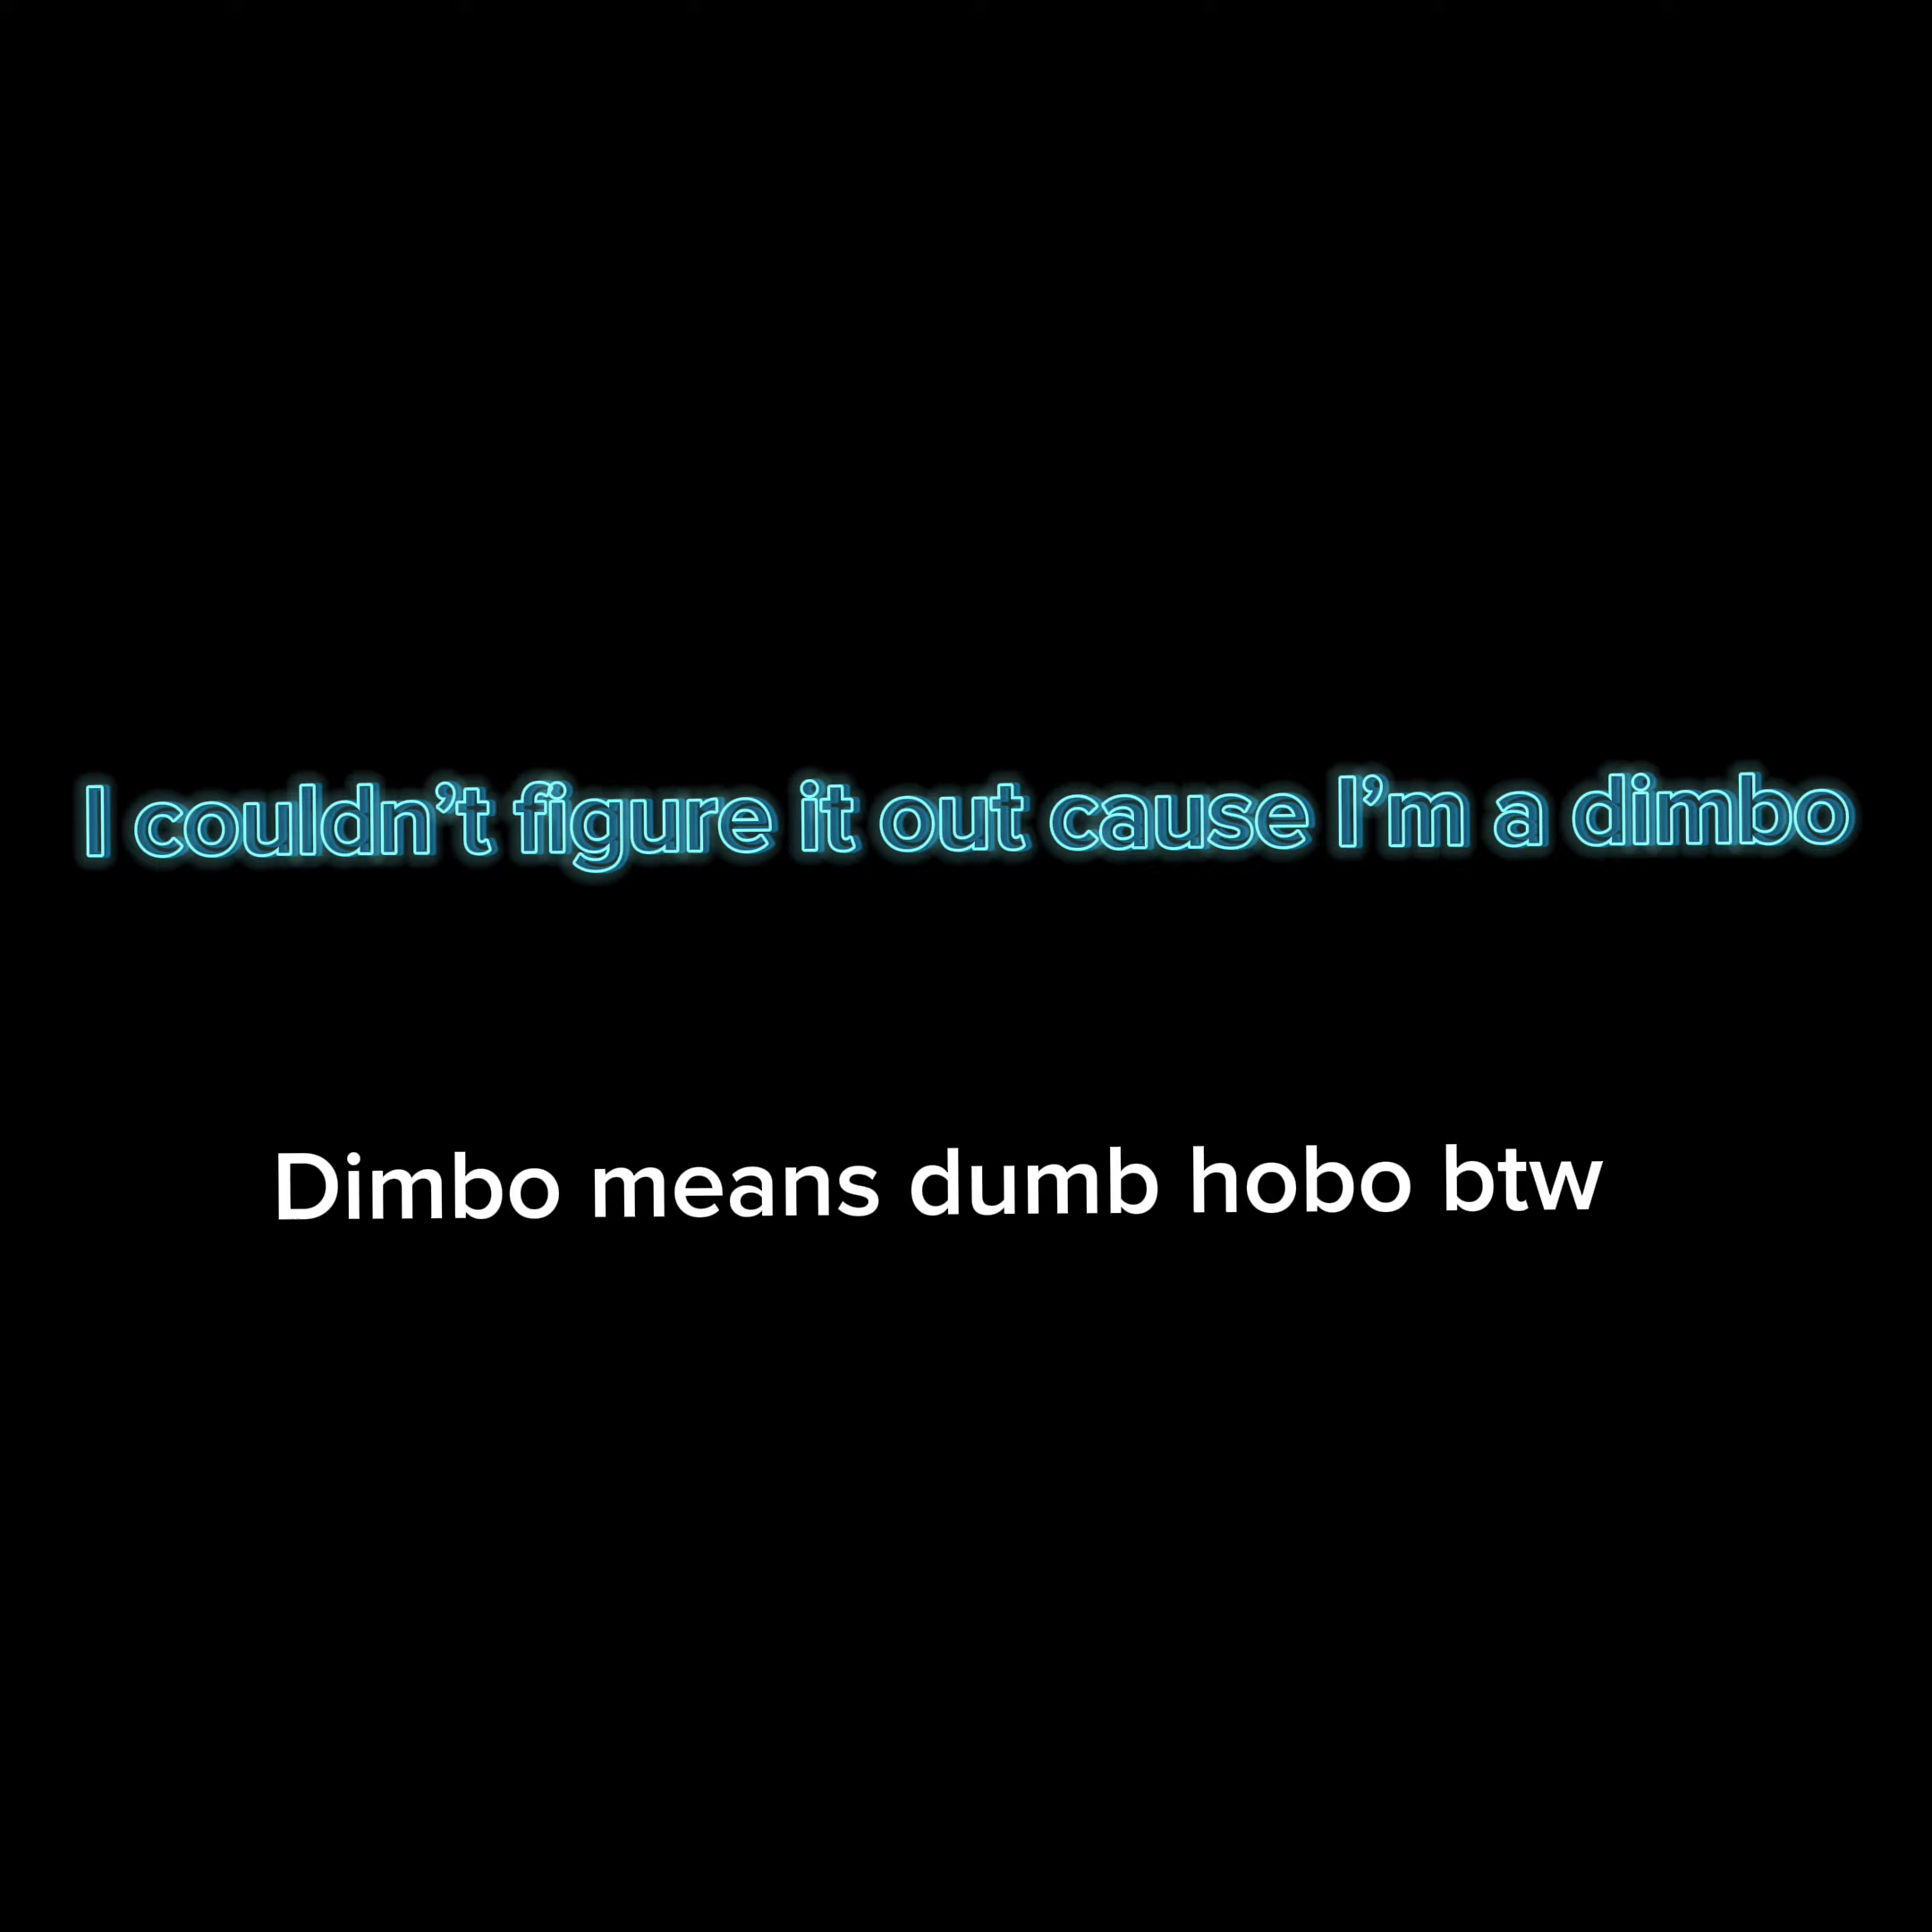 I couldn’t figure it out cause I’m a dimbo
Dimbo means dumb hobo btw